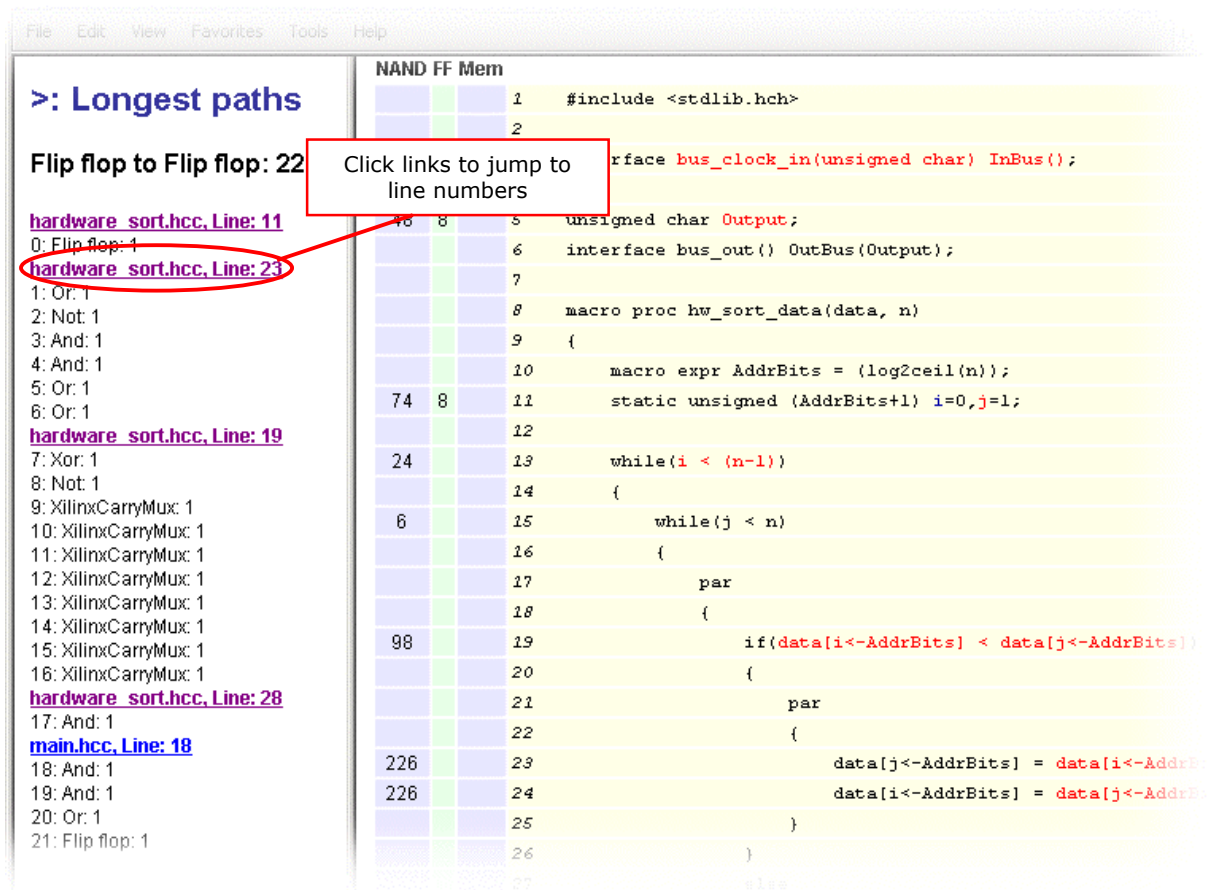 File Edit View Favorites Tools Help
>: Longest paths
Flip flop to Flip flop: 22
hardware_sort.hcc, Line: 11
0: Flip flop: 1
hardware_sort.hcc, Line: 23
1: Or: 1
2: Not: 1
3: And: 1
4: And: 1
5: Or: 1
6: Or: 1
hardware_sort.hcc, Line: 19
7: Xor: 1
8: Not: 1
9: XilinxCarryMux: 1
10: XilinxCarryMux: 1
11: XilinxCarryMux: 1
12: XilinxCarryMux: 1
13: XilinxCarryMux: 1
14: XilinxCarryMux: 1
15: XilinxCarryMux: 1
16: XilinxCarryMux: 1
hardware_sort.hcc, Line: 28
17: And: 1
main.hcc, Line: 18
18: And: 1
19: And: 1
20: Or: 1
21: Flip flop: 1
Click links to jump to
line numbers
NAND FF Mem
1 #include <stdlib.hch>
2
rface bus_clock_in(unsigned char) InBus();
46 8 5 unsigned char Output;
6 interface bus_out() OutBus(Output);
7
8 macro proc hw_sort_data(data, n)
9 {
10 macro expr AddrBits = (log2ceil(n));
74 8 11 static unsigned (AddrBits+1) i=0,j=1;
12
24 13 while(i < (n-1))
14 {
6 15 while(j < n)
16 {
17 par
18 {
98 19 if(data[i<-AddrBits] < data[j<-AddrBits])
20 {
21 par
22 {
226 23 data[j<-AddrBits] = data[i<-AddrB
226 24 data[i<-AddrBits] = data[j<-AddrB
25 }
26 }
27 else